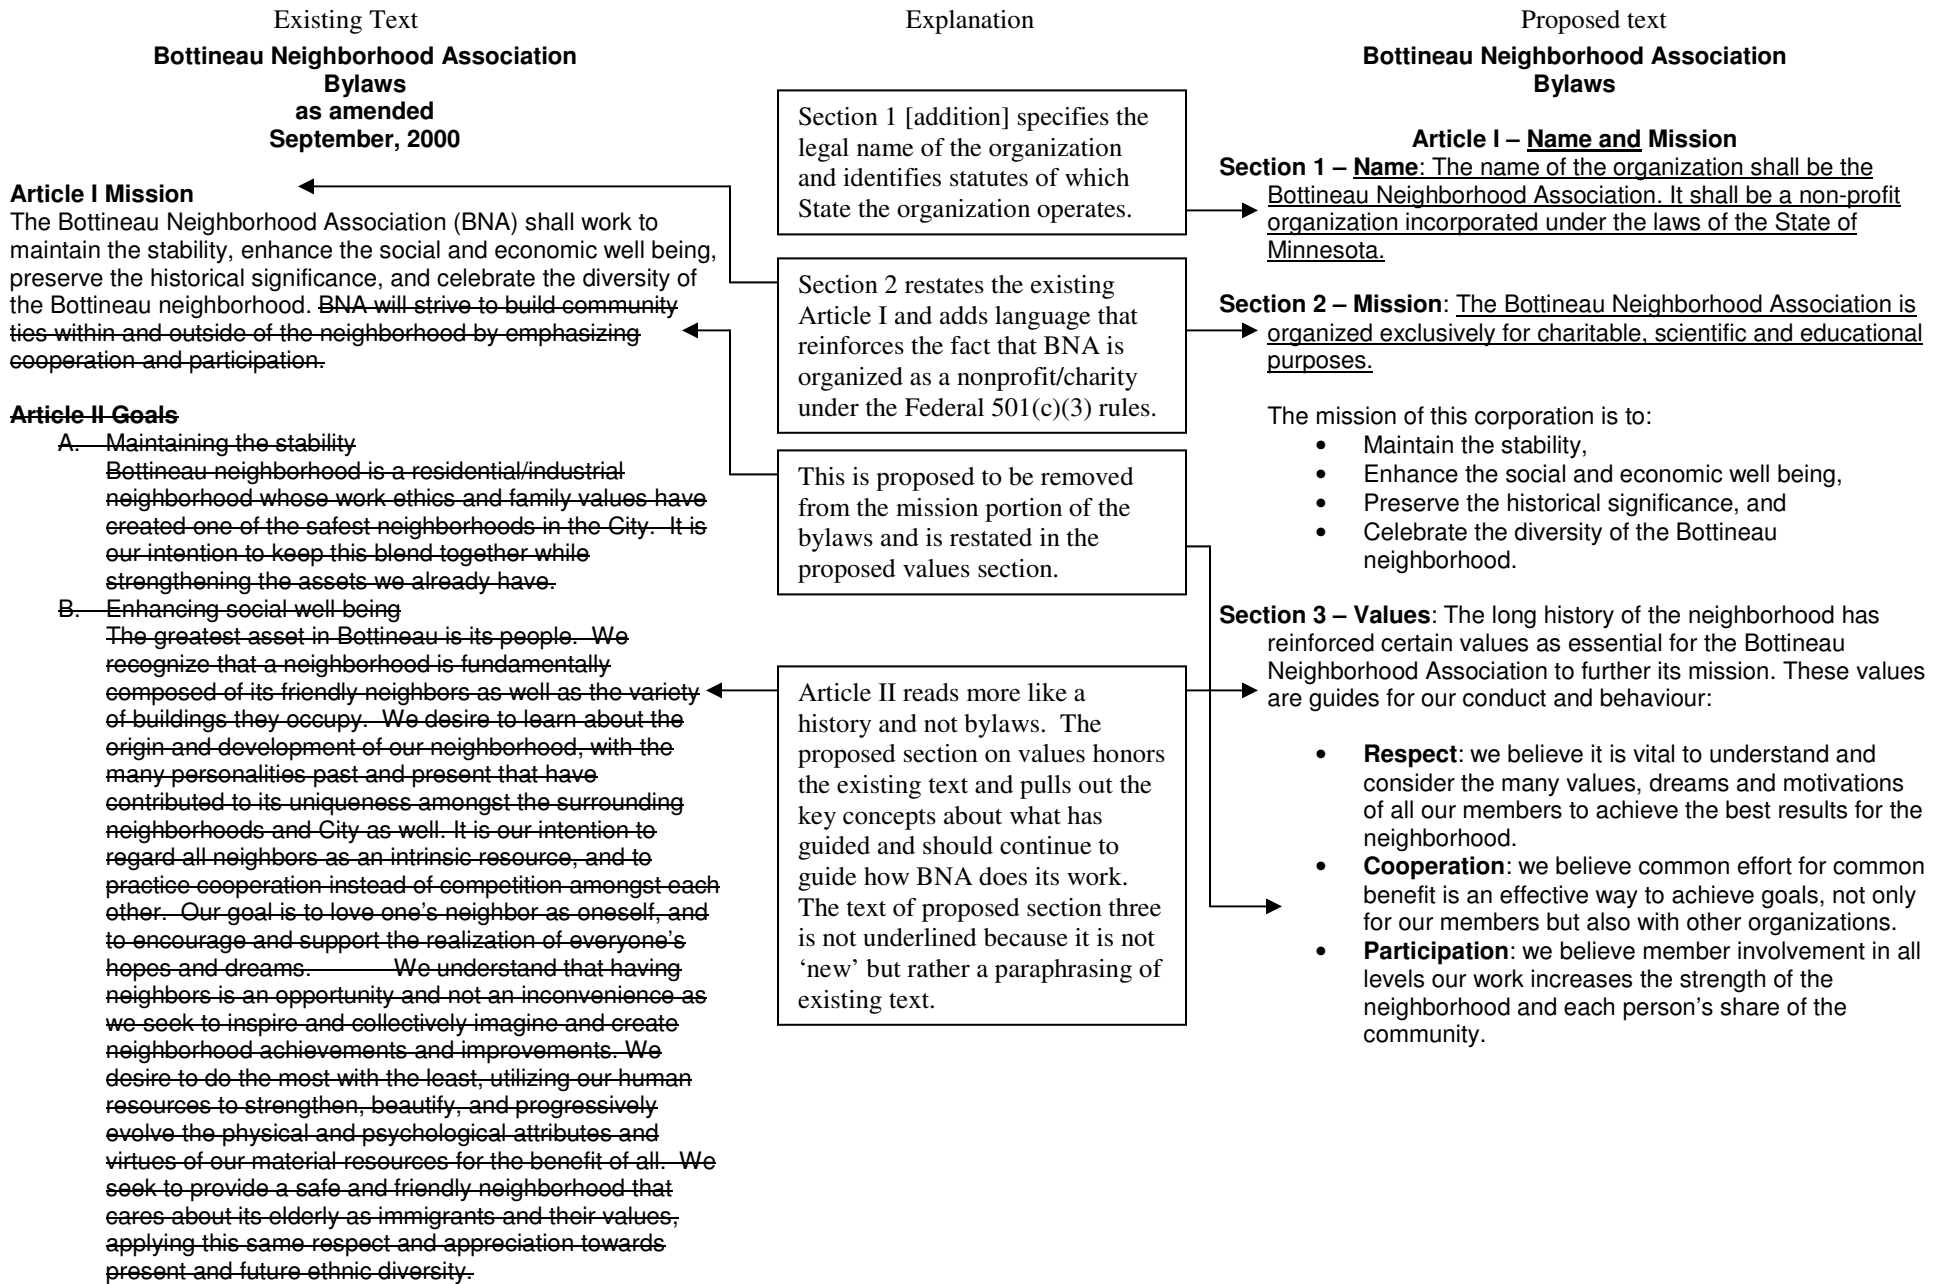 Existing Text
Bottineau Neighborhood Association
Bylaws
as amended
September, 2000
Article I Mission
The Bottineau Neighborhood Association (BNA) shall work to
maintain the stability, enhance the social and economic well being,
preserve the historical significance, and celebrate the diversity of
the Bottineau neighborhood. BNA will strive to build community
ties within and outside of the neighborhood by emphasizing
cooperation and participation.
Article II Goals
A. Maintaining the stability
Bottineau neighborhood is a residential/industrial
neighborhood whose work ethics and family values have
created one of the safest neighborhoods in the City. It is
our intention to keep this blend together while
strengthening the assets we already have.
B. Enhancing social well being
The greatest asset in Bottineau is its people. We
recognize that a neighborhood is fundamentally
composed of its friendly neighbors as well as the variety
of buildings they occupy. We desire to learn about the
origin and development of our neighborhood, with the
many personalities past and present that have
contributed to its uniqueness amongst the surrounding
neighborhoods and City as well. It is our intention to
regard all neighbors as an intrinsic resource, and to
practice cooperation instead of competition amongst each
other. Our goal is to love one's neighbor as oneself, and
to encourage and support the realization of everyone's
hopes and dreams. We understand that having
neighbors is an opportunity and not an inconvenience as
we seek to inspire and collectively imagine and create
neighborhood achievements and improvements. We
desire to do the most with the least, utilizing our human
resources to strengthen, beautify, and progressively
evolve the physical and psychological attributes and
virtues of our material resources for the benefit of all. We
seek to provide a safe and friendly neighborhood that
cares about its elderly as immigrants and their values,
applying this same respect and appreciation towards
present and future ethnic diversity.
Explanation
Section 1 [addition] specifies the
legal name of the organization
and identifies statutes of which
State the organization operates.
Section 2 restates the existing
Article I and adds language that
reinforces the fact that BNA is
organized as a nonprofit/charity
under the Federal 501(c)(3) rules.
This is proposed to be removed
from the mission portion of the
bylaws and is restated in the
proposed values section.
Article II reads more like a
history and not bylaws. The
proposed section on values honors
the existing text and pulls out the
key concepts about what has
guided and should continue to
guide how BNA does its work.
The text of proposed section three
is not underlined because it is not
‘new’ but rather a paraphrasing of
existing text.
Proposed text
Bottineau Neighborhood Association
Bylaws
Article I – Name and Mission
Section 1 – Name: The name of the organization shall be the
Bottineau Neighborhood Association. It shall be a non-profit
organization incorporated under the laws of the State of
Minnesota.
Section 2 – Mission: The Bottineau Neighborhood Association is
organized exclusively for charitable, scientific and educational
purposes.
The mission of this corporation is to:
• Maintain the stability,
• Enhance the social and economic well being,
• Preserve the historical significance, and
• Celebrate the diversity of the Bottineau
neighborhood.
Section 3 – Values: The long history of the neighborhood has
reinforced certain values as essential for the Bottineau
Neighborhood Association to further its mission. These values
are guides for our conduct and behaviour:
• Respect: we believe it is vital to understand and
consider the many values, dreams and motivations
of all our members to achieve the best results for the
neighborhood.
• Cooperation: we believe common effort for common
benefit is an effective way to achieve goals, not only
for our members but also with other organizations.
• Participation: we believe member involvement in all
levels our work increases the strength of the
neighborhood and each person's share of the
community.